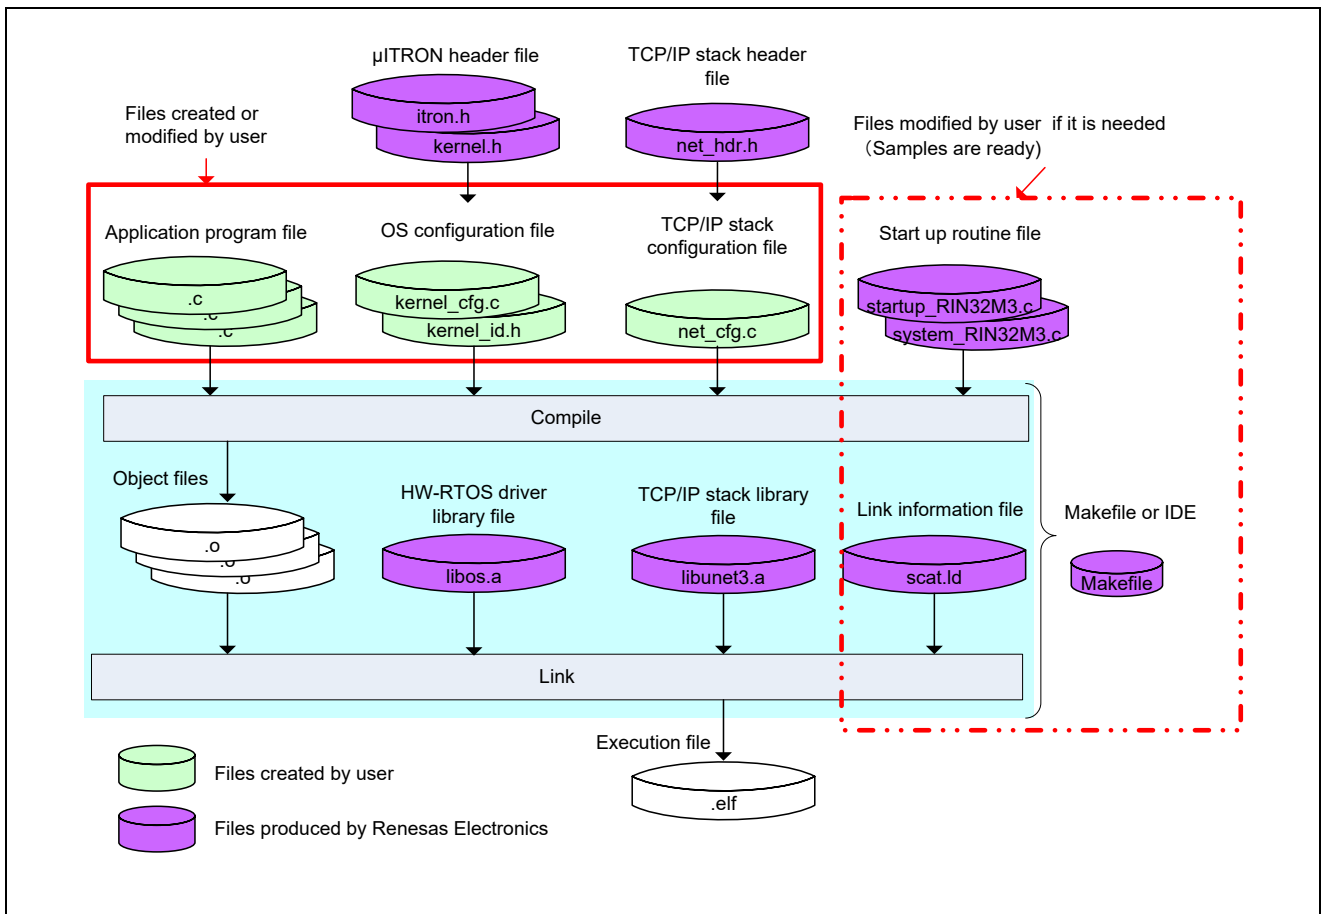 µITRON header file
TCP/IP stack header
file
Files created or
modified by user
itron.h
kernel.h
net_hdr.h
Files modified by user if it is needed
（Samples are ready)
Application program file
OS configuration file
TCP/IP stack
configuration file
Start up routine file
.c
.c
.c
kernel_cfg.c
kernel_id.h
net_cfg.c
startup_RIN32M3.c
system_RIN32M3.c
Compile
Object files
HW-RTOS driver
library file
TCP/IP stack library
file
Link information file
Makefile or IDE
.o
.o
.o
libos.a
libunet3.a
scat.ld
Makefile
Link
Execution file
.elf
Files created by user
Files produced by Renesas Electronics